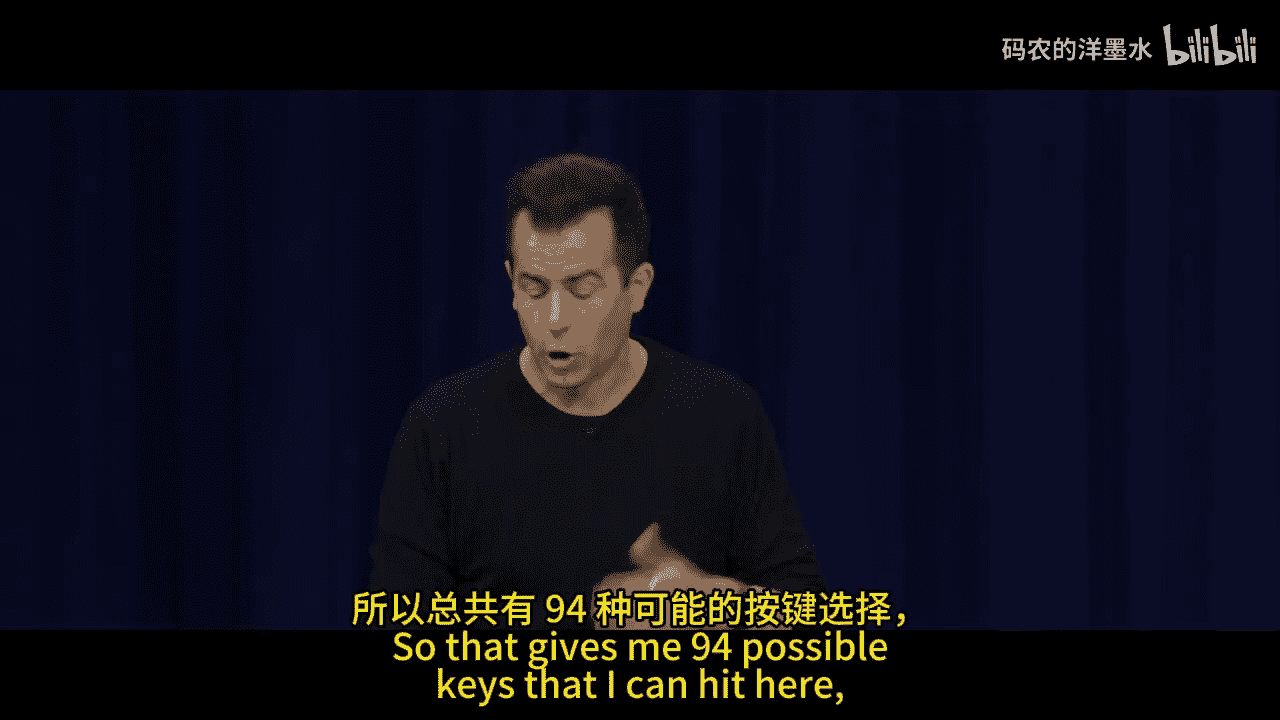 码农的洋墨水 bilibili
所以总共有 94 种可能的按键选择，
So that gives me 94 possible
keys that I can hit here,